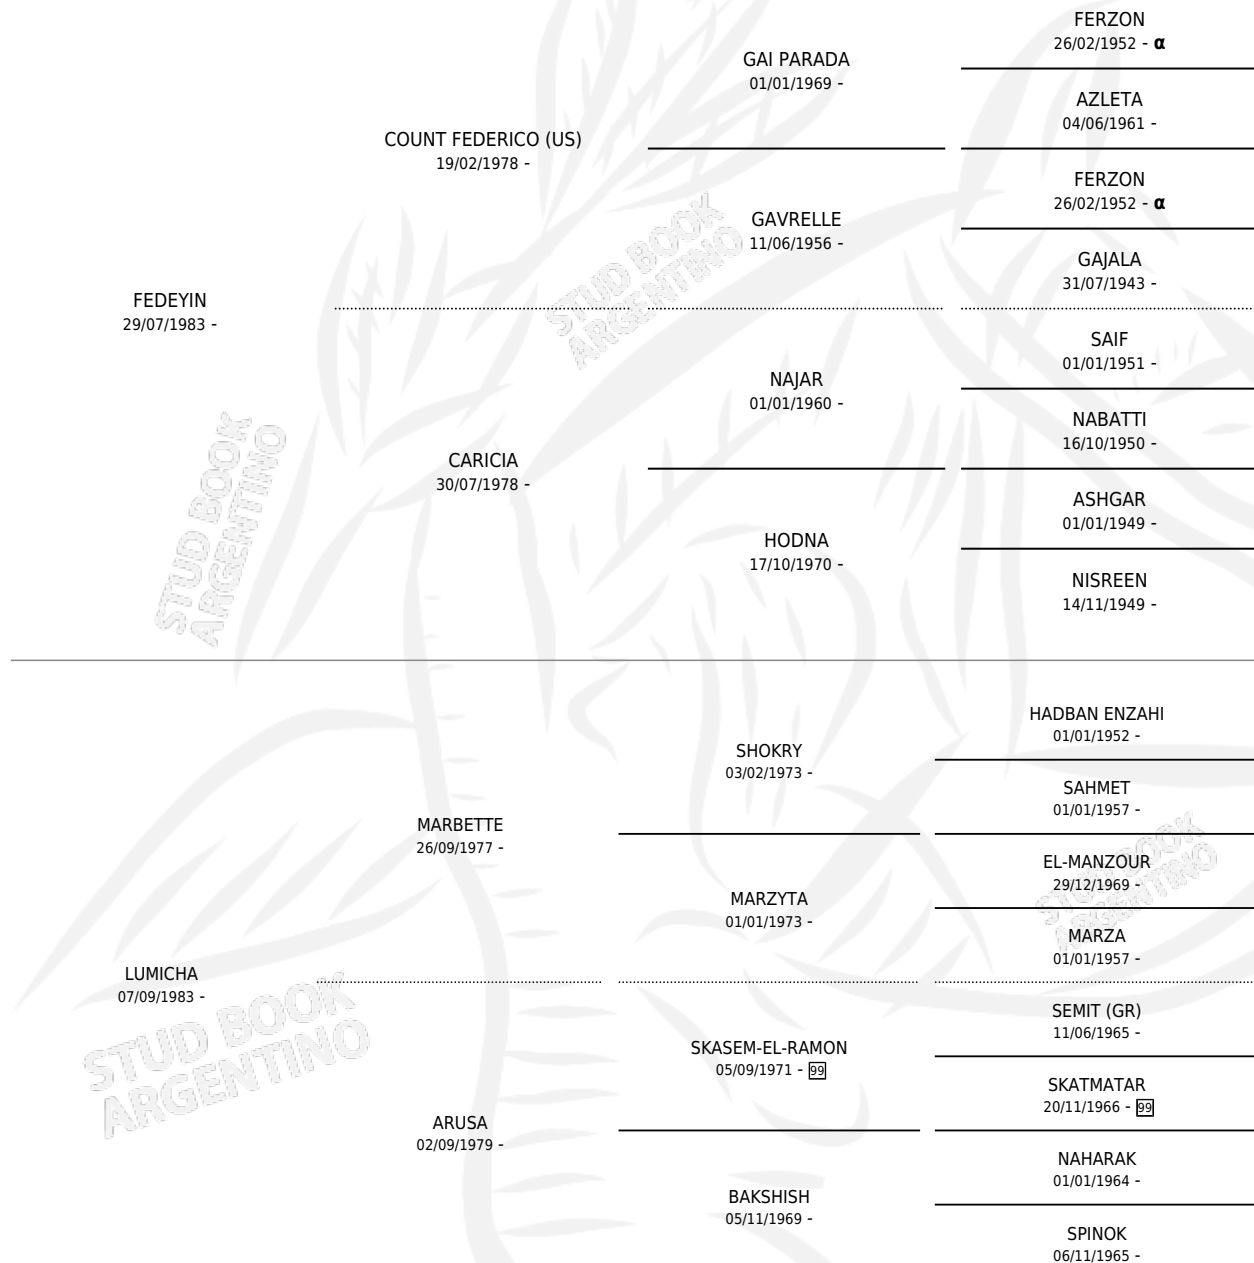 FERZON
26/02/1952 - α
GAI PARADA
01/01/1969 -
AZLETA
04/06/1961 -
COUNT FEDERICO (US)
19/02/1978 -
FERZON
26/02/1952 - α
GAVRELLE
11/06/1956 -
GAJALA
31/07/1943 -
FEDEYIN
29/07/1983 -
SAIF
01/01/1951 -
NAJAR
01/01/1960 -
NABATTI
16/10/1950 -
CARICIA
30/07/1978 -
ASHGAR
01/01/1949 -
HODNA
17/10/1970 -
NISREEN
14/11/1949 -
HADBAN ENZAHI
01/01/1952 -
SHOKRY
03/02/1973 -
SAHMET
01/01/1957 -
MARBETTE
26/09/1977 -
EL-MANZOUR
29/12/1969 -
MARZYTA
01/01/1973 -
MARZA
01/01/1957 -
LUMICHA
07/09/1983 -
SEMIT (GR)
11/06/1965 -
SKASEM-EL-RAMON
05/09/1971 - 99
SKATMATAR
20/11/1966 - 99
ARUSA
02/09/1979 -
NAHARAK
01/01/1964 -
BAKSHISH
05/11/1969 -
SPINOK
06/11/1965 -
STUD BOOK
ARGENTINO
STUD BOOK
ARGENTINO
STUD BOOK
ARGENTINO
STUD BOOK
ARGENTINO